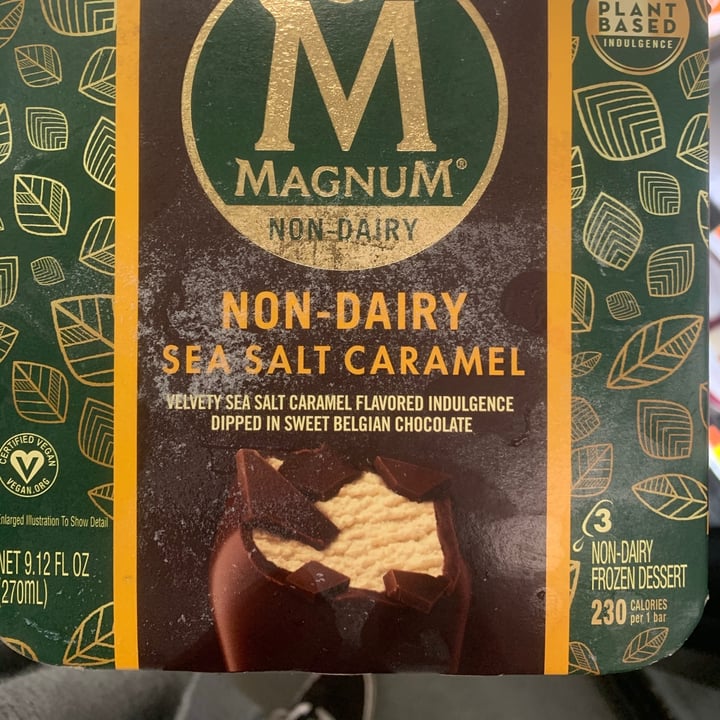 M
MAGNUM®
NON-DAIRY
PLANT
BASED
INDULGENCE
NON-DAIRY
SEA SALT CARAMEL
VELVETY SEA SALT CARAMEL FLAVORED INDULGENCE
DIPPED IN SWEET BELGIAN CHOCOLATE
CERTIFIED VEGAN
V
VEGAN.ORG
Enlarged Illustration To Show Detail
NET 9.12 FL OZ
(270mL)
3
NON-DAIRY
FROZEN DESSERT
230 CALORIES
per 1 bar